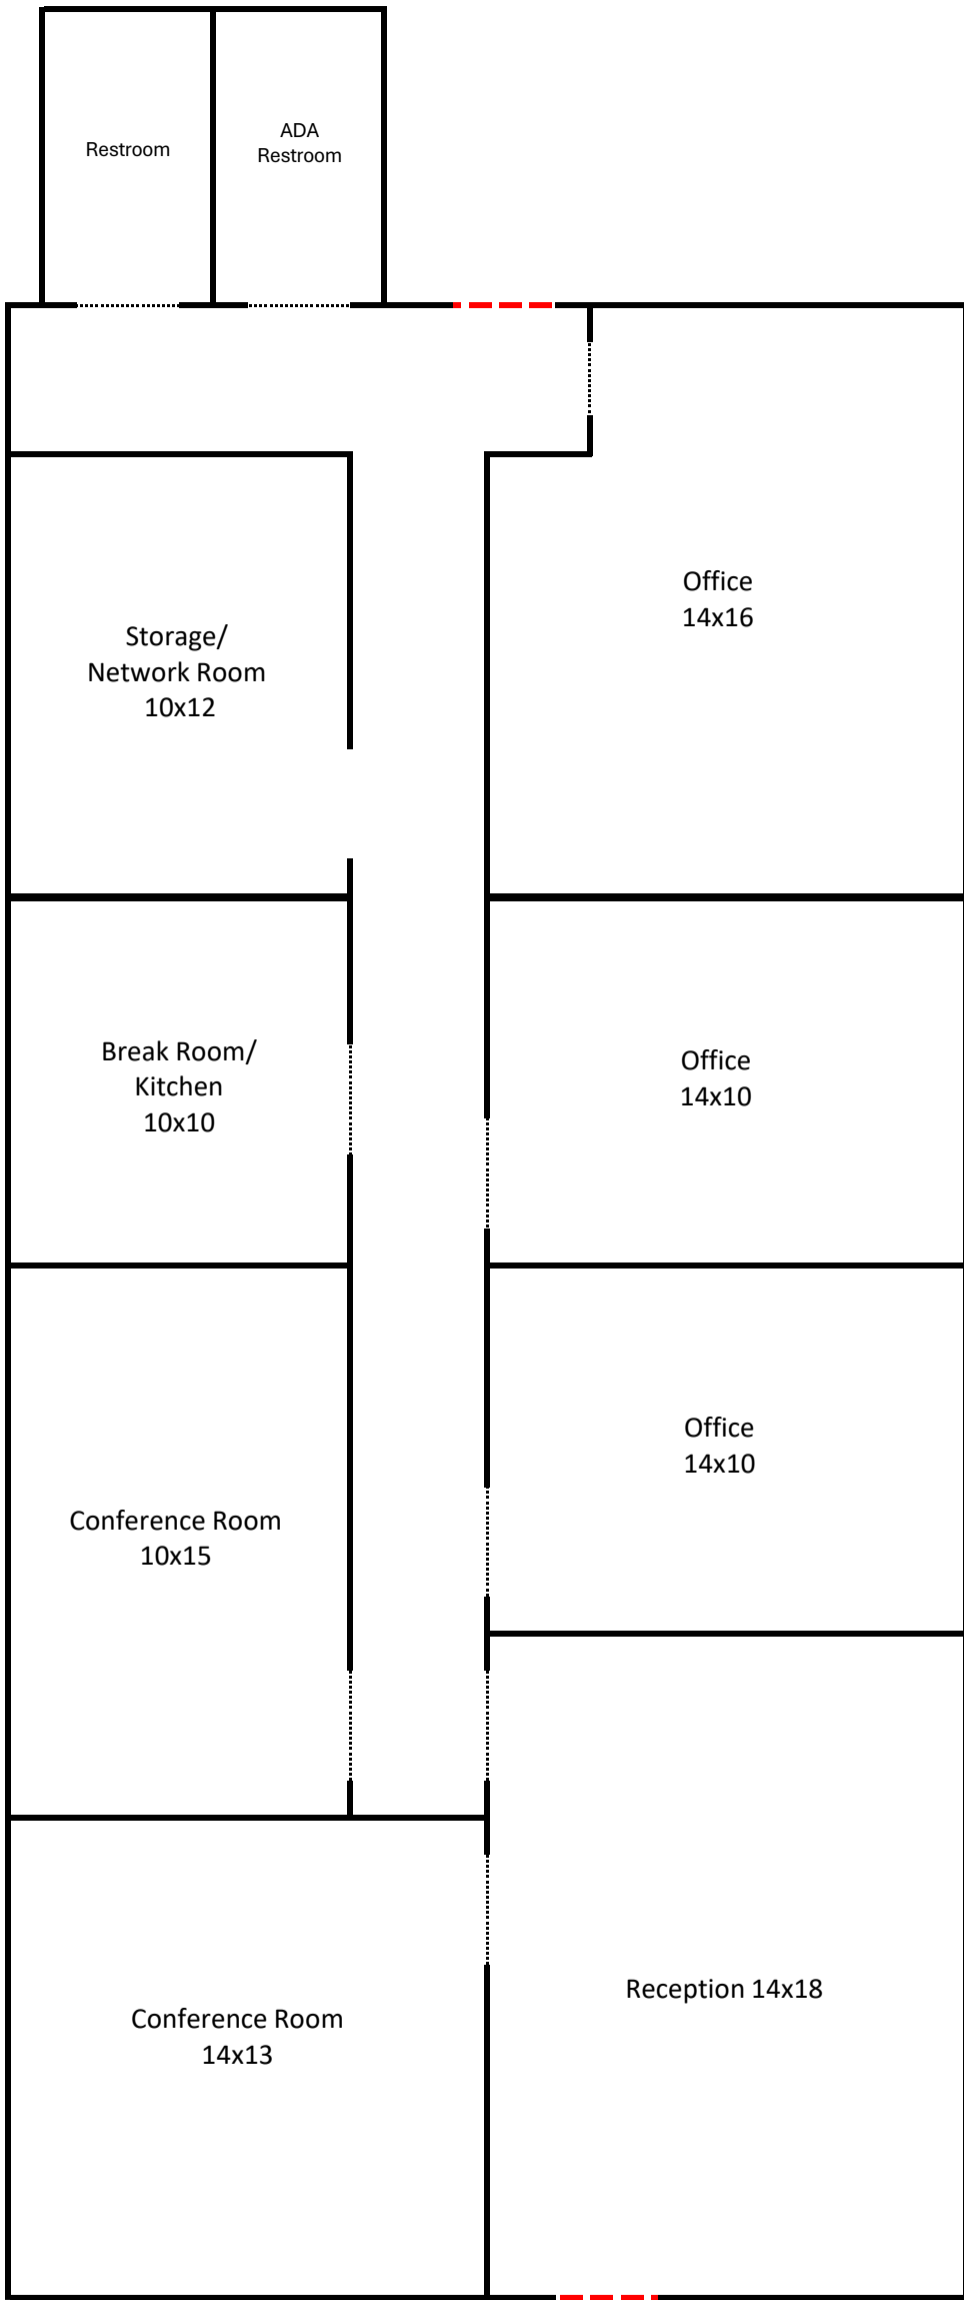 Restroom
ADA
Restroom
Office
14x16
Storage/
Network Room
10x12
Break Room/
Kitchen
10x10
Office
14x10
Office
14x10
Conference Room
10x15
Reception 14x18
Conference Room
14x13